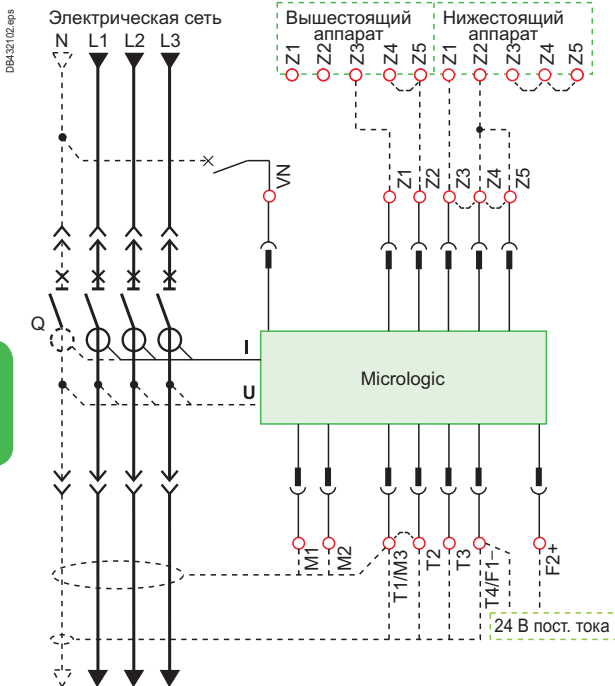 DB432102.eps
Электрическая сеть
N L1 L2 L3
Вышестоящий
аппарат
Нижестоящий
аппарат
Z1 Z2 Z3 Z4 Z5 Z1 Z2 Z3 Z4 Z5
VN
Z1 Z2 Z3 Z4 Z5
Q
I
U
Micrologic
M1 M2 T1/M3 T2 T3 T4/F1– F2+
24 В пост. тока